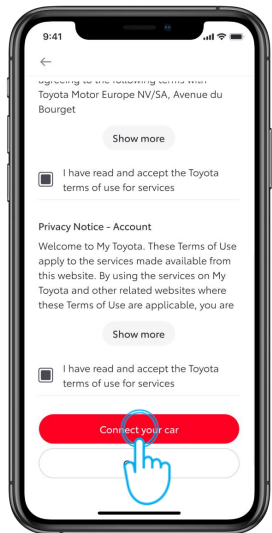 9:41
agreeing to the following terms with
Toyota Motor Europe NV/SA, Avenue du
Bourget
Show more
I have read and accept the Toyota
terms of use for services
Privacy Notice - Account
Welcome to My Toyota. These Terms of Use
apply to the services made available from
this website. By using the services on My
Toyota and other related websites where
these Terms of Use are applicable, you are
Show more
I have read and accept the Toyota
terms of use for services
Connect your car